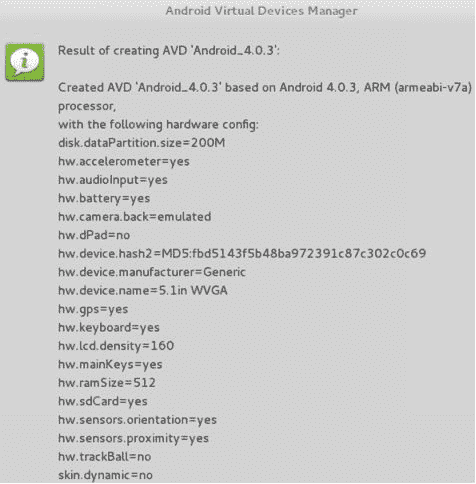 Android Virtual Devices Manager
Result of creating AVD 'Android_4.0.3':
Created AVD 'Android_4.0.3' based on Android 4.0.3, ARM (armeabi-v7a)
processor,
with the following hardware config:
disk.dataPartition.size=200M
hw.accelerometer=yes
hw.audioInput=yes
hw.battery=yes
hw.camera.back=emulated
hw.dPad=no
hw.device.hash2=MD5:fbd5143f5b48ba972391c87c302c0c69
hw.device.manufacturer=Generic
hw.device.name=5.1in WVGA
hw.gps=yes
hw.keyboard=yes
hw.lcd.density=160
hw.mainKeys=yes
hw.ramSize=512
hw.sdCard=yes
hw.sensors.orientation=yes
hw.sensors.proximity=yes
hw.trackBall=no
skin.dynamic=no